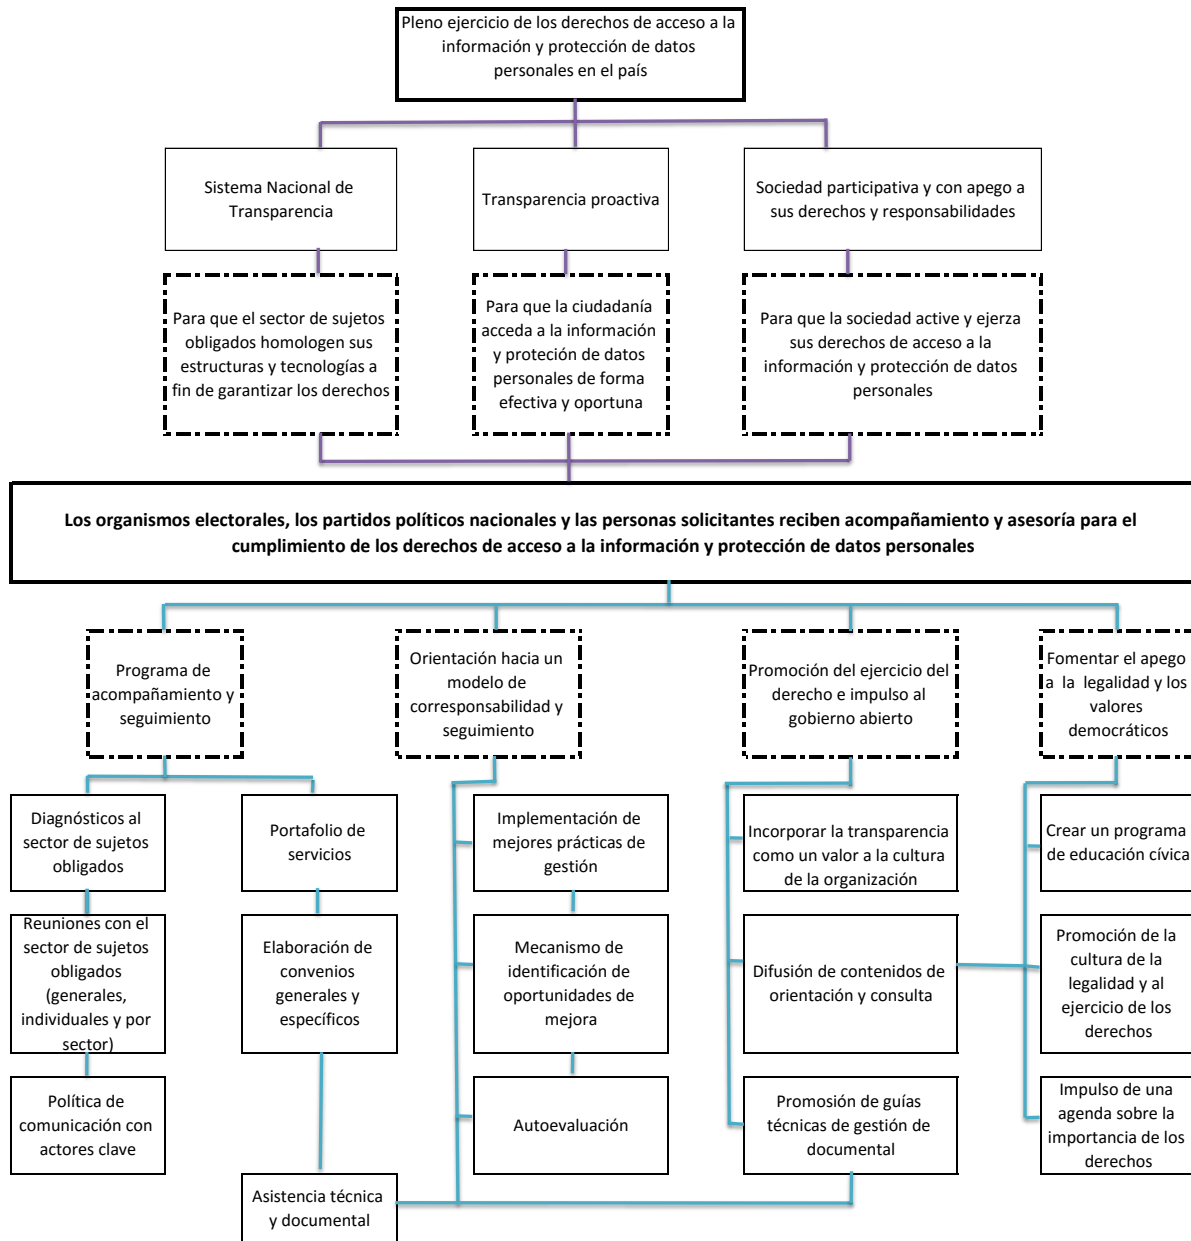 Pleno ejercicio de los derechos de acceso a la
información y protección de datos
personales en el país
Sistema Nacional de
Transparencia
Transparencia proactiva
Sociedad participativa y con apego a
sus derechos y responsabilidades
Para que el sector de sujetos
obligados homologen sus
estructuras y tecnologías a
fin de garantizar los derechos
Para que la ciudadanía
acceda a la información
y proteción de datos
personales de forma
efectiva y oportuna
Para que la sociedad active y ejerza
sus derechos de acceso a la
información y protección de datos
personales
Los organismos electorales, los partidos políticos nacionales y las personas solicitantes reciben acompañamiento y asesoría para el
cumplimiento de los derechos de acceso a la información y protección de datos personales
Programa de
acompañamiento y
seguimiento
Orientación hacia un
modelo de
corresponsabilidad y
seguimiento
Promoción del ejercicio del
derecho e impulso al
gobierno abierto
Fomentar el apego
a la legalidad y los
valores
democráticos
Diagnósticos al
sector de sujetos
obligados
Portafolio de
servicios
Implementación de
mejores prácticas de
gestión
Incorporar la transparencia
como un valor a la cultura
de la organización
Crear un programa
de educación cívica
Reuniones con el
sector de sujetos
obligados
(generales,
individuales y por
sector)
Elaboración de
convenios
generales y
específicos
Mecanismo de
identificación de
oportunidades de
mejora
Difusión de contenidos de
orientación y consulta
Promoción de la
cultura de la
legalidad y al
ejercicio de los
derechos
Política de
comunicación con
actores clave
Autoevaluación
Promosión de guías
técnicas de gestión de
documental
Impulso de una
agenda sobre la
importancia de los
derechos
Asistencia técnica
y documental